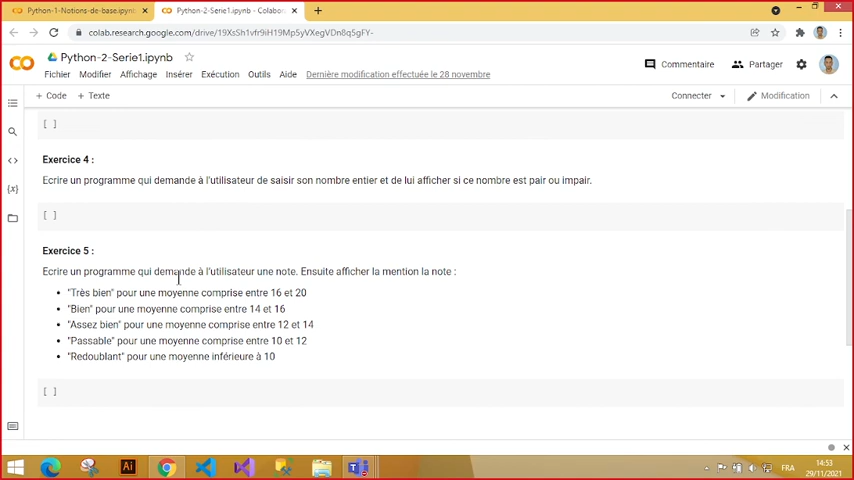 Python-1-Notions-de-base.ipynb
Python-2-Serie1.ipynb - Colabo
colab.research.google.com/drive/19XsSh1vfr9iH19Mp5yVXegVDn8q5gFY-
Python-2-Serie1.ipynb
Commentaire
Partager
Fichier Modifier Affichage Insérer Exécution Outils Aide Dernière modification effectuée le 28 novembre
+ Code + Texte
Connecter
Modification
[ ]
Exercice 4 :
Ecrire un programme qui demande à l'utilisateur de saisir son nombre entier et de lui afficher si ce nombre est pair ou impair.
[ ]
Exercice 5 :
Ecrire un programme qui demande à l'utilisateur une note. Ensuite afficher la mention la note :
• "Très bien" pour une moyenne comprise entre 16 et 20
• "Bien" pour une moyenne comprise entre 14 et 16
• "Assez bien" pour une moyenne comprise entre 12 et 14
• "Passable" pour une moyenne comprise entre 10 et 12
• "Redoublant" pour une moyenne inférieure à 10
[ ]
Ai
FRA
14:53
29/11/2021